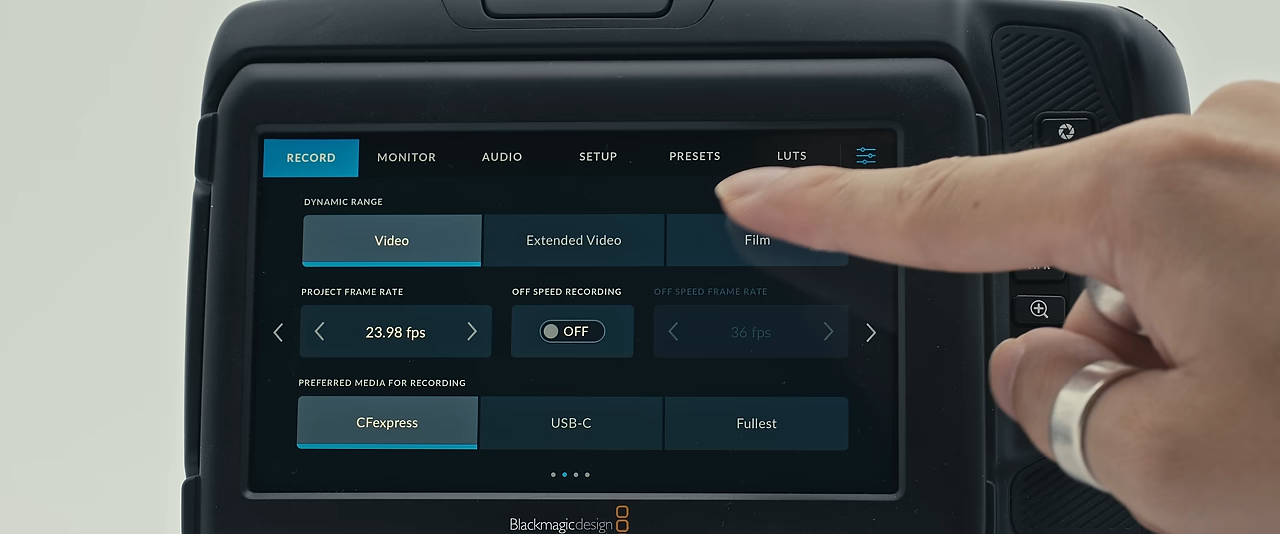 RECORD MONITOR AUDIO SETUP PRESETS LUTS
DYNAMIC RANGE
Video Extended Video Film
PROJECT FRAME RATE OFF SPEED RECORDING OFF SPEED FRAME RATE
23.98 fps OFF 36 fps
PREFERRED MEDIA FOR RECORDING
CFexpress USB-C Fullest
Blackmagicdesign